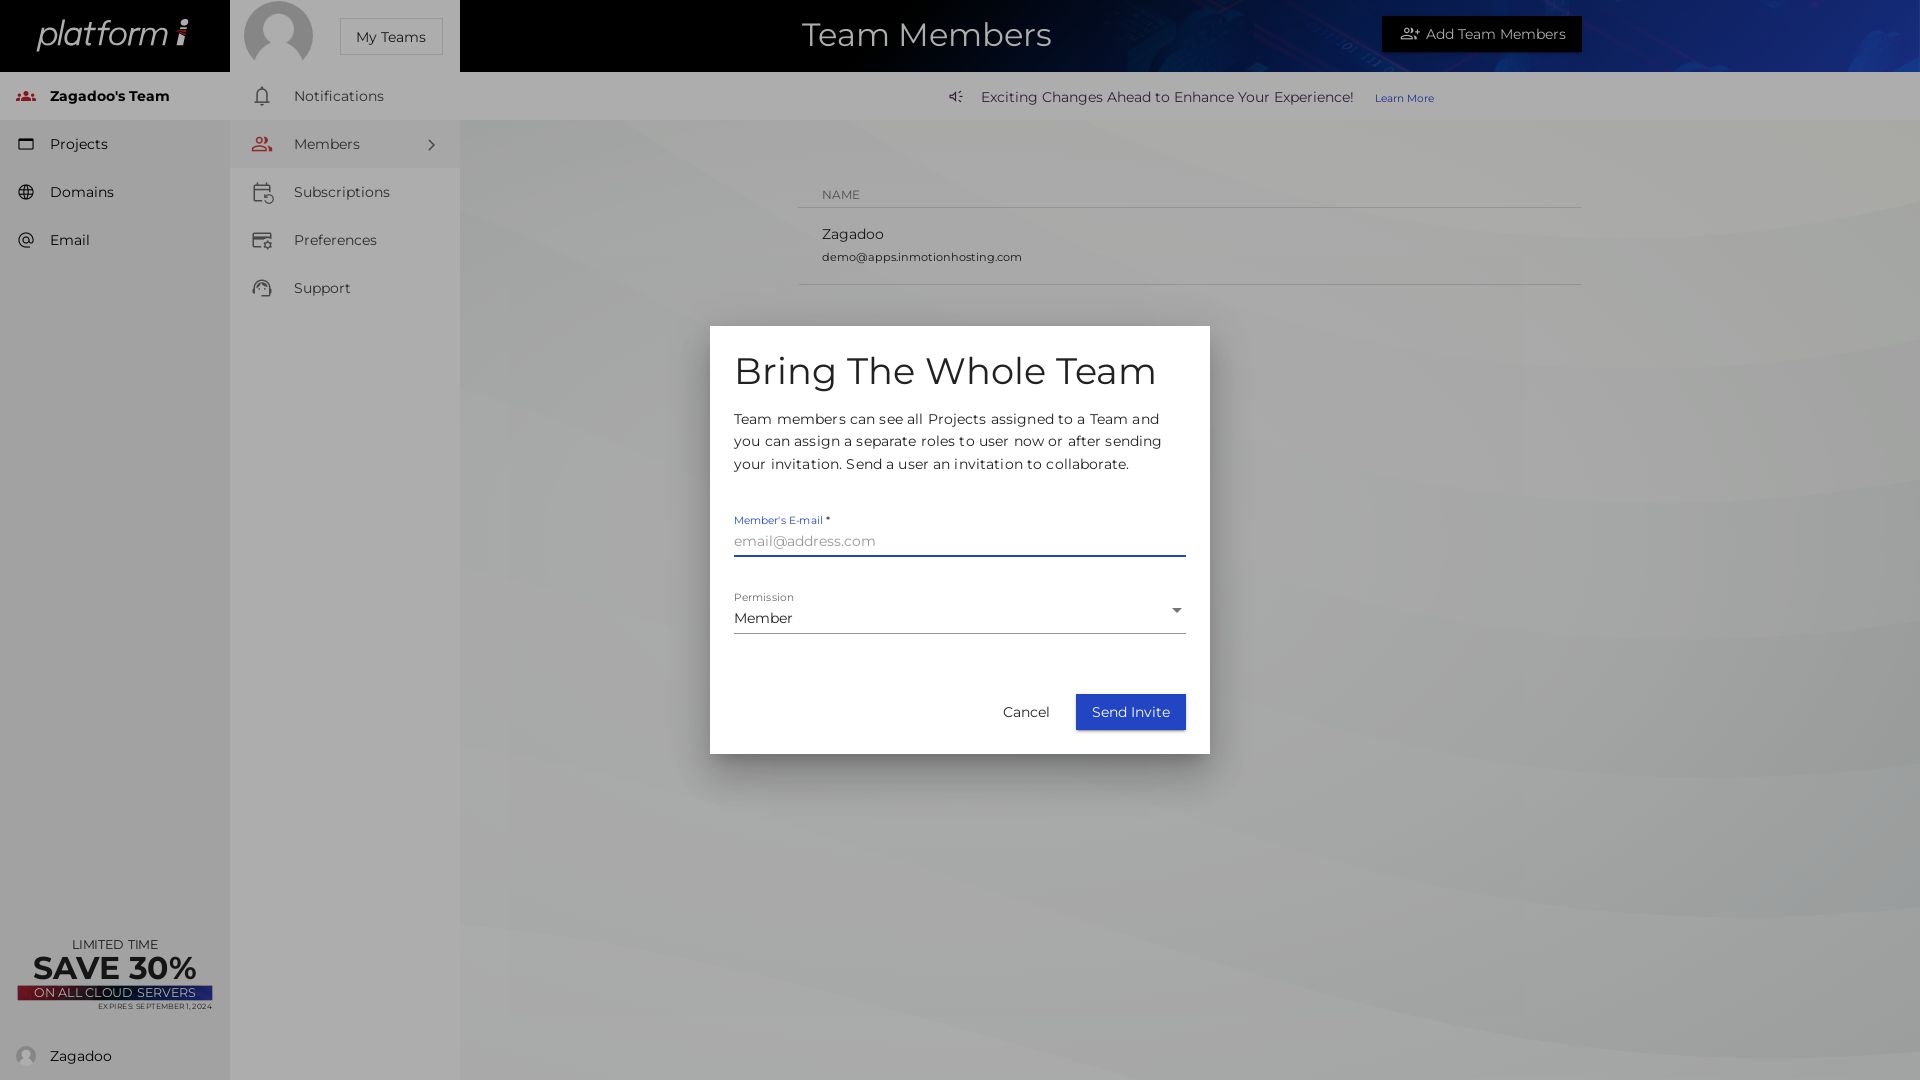 platform i
My Teams
Team Members
Add Team Members
Zagadoo's Team
Projects
Domains
Email
Notifications
Members
Subscriptions
Preferences
Support
Exciting Changes Ahead to Enhance Your Experience! Learn More
NAME
Zagadoo
demo@apps.inmotionhosting.com
Bring The Whole Team
Team members can see all Projects assigned to a Team and
you can assign a separate roles to user now or after sending
your invitation. Send a user an invitation to collaborate.
Member's E-mail *
email@address.com
Permission
Member
Cancel
Send Invite
LIMITED TIME
SAVE 30%
ON ALL CLOUD SERVERS
EXPIRES: SEPTEMBER 1, 2024
Zagadoo